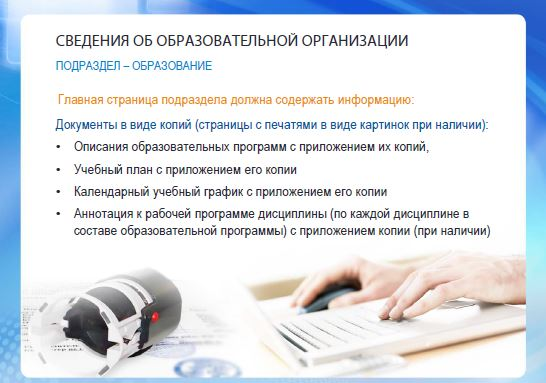 СВЕДЕНИЯ ОБ ОБРАЗОВАТЕЛЬНОЙ ОРГАНИЗАЦИИ
ПОДРАЗДЕЛ – ОБРАЗОВАНИЕ
Главная страница подраздела должна содержать информацию:
Документы в виде копий (страницы с печатями в виде картинок при наличии):
• Описания образовательных программ с приложением их копий,
• Учебный план с приложением его копии
• Календарный учебный график с приложением его копии
• Аннотация к рабочей программе дисциплины (по каждой дисциплине в
составе образовательной программы) с приложением копии (при наличии)